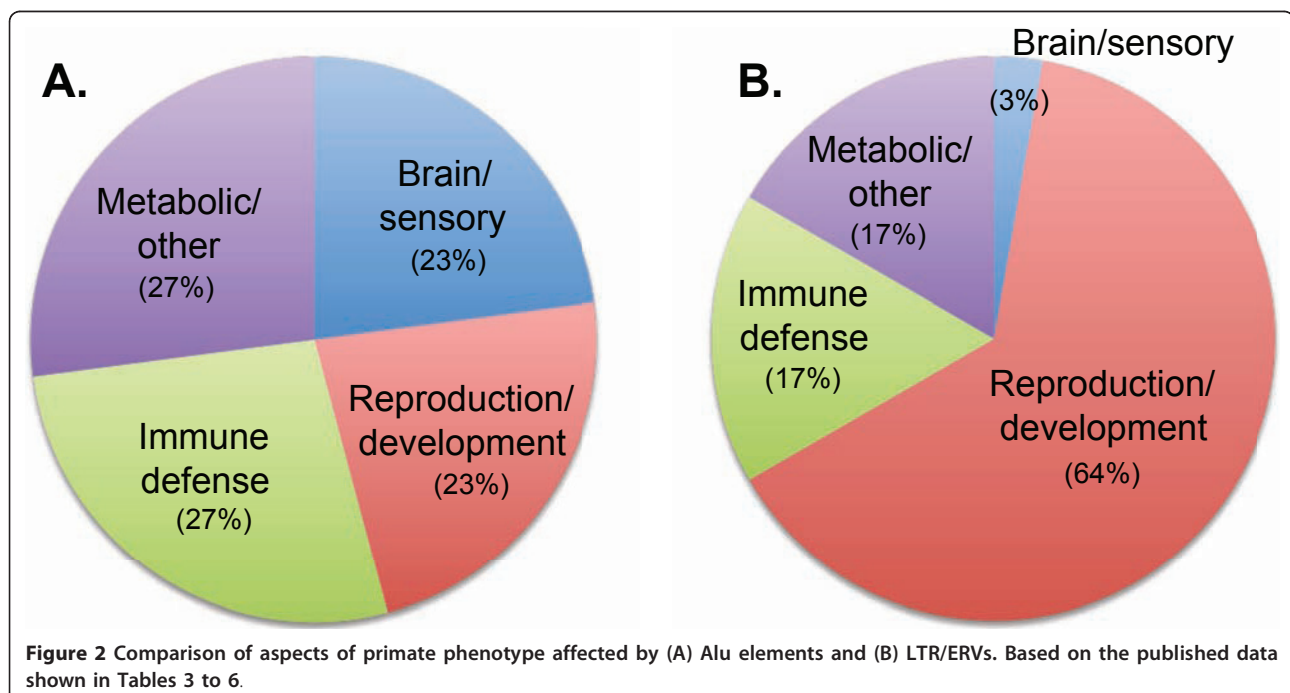 A.
Brain/
sensory
(23%)
Reproduction/
development
(23%)
Immune
defense
(27%)
Metabolic/
other
(27%)
B.
Brain/sensory
(3%)
Reproduction/
development
(64%)
Immune
defense
(17%)
Metabolic/
other
(17%)
Figure 2 Comparison of aspects of primate phenotype affected by (A) Alu elements and (B) LTR/ERVs. Based on the published data
shown in Tables 3 to 6.